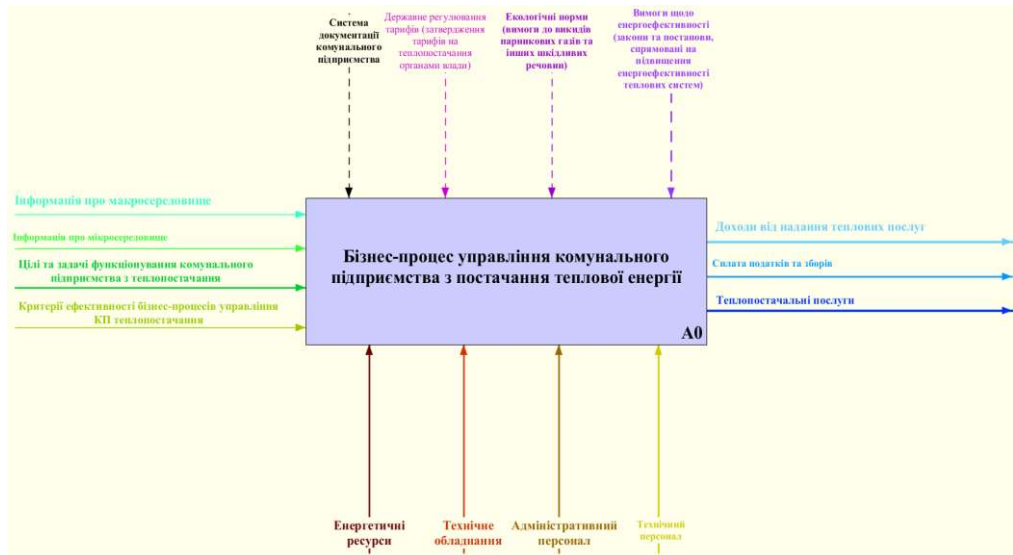 Система
документації
комунального
підприємства
Державне регулювання
тарифів (затвердження
тарифів на
теплопостачання
органами влади)
Екологічні норми
(вимоги до викидів
парникових газів та
інших шкідливих
речовин)
Вимоги щодо
енергоефективності
(закони та постанови,
спрямовані на
підвищення
енергоефективності
теплових систем)
Інформація про макросередовище
Інформація про мікросередовище
Цілі та задачі функціонування комунального
підприємства з теплопостачання
Критерії ефективності бізнес-процесів управління
КП теплопостачання
Бізнес-процес управління комунального
підприємства з постачання теплової енергії
A0
Доходи від надання теплових послуг
Сплата податків та зборів
Теплопостачальні послуги
Енергетичні
ресурси
Технічне
обладнання
Адміністративний
персонал
Технічний
персонал